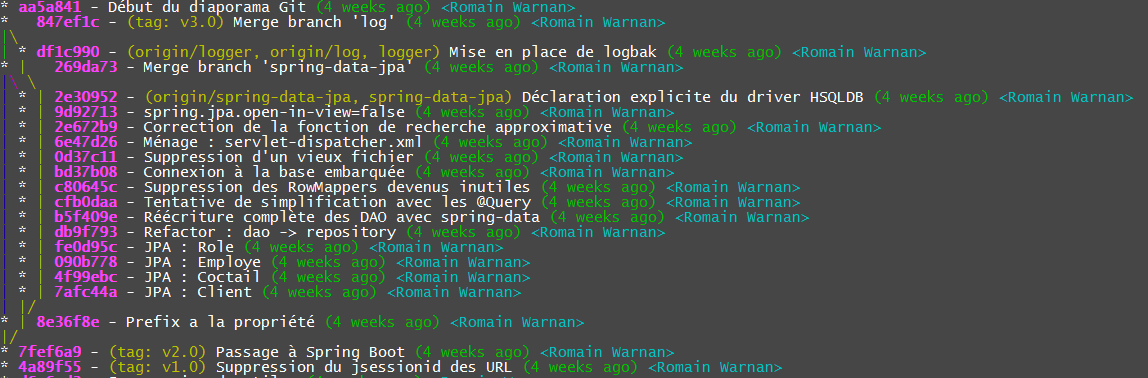 * aa5a841 - Début du diaporama Git (4 weeks ago) <Romain Warnan>
*   847ef1c - (tag: v3.0) Merge branch 'log' (4 weeks ago) <Romain Warnan>
|\
| * df1c990 - (origin/logger, origin/log, logger) Mise en place de logbak (4 weeks ago) <Romain Warnan>
* |   269da73 - Merge branch 'spring-data-jpa' (4 weeks ago) <Romain Warnan>
|\ \
| * | 2e30952 - (origin/spring-data-jpa, spring-data-jpa) Déclaration explicite du driver HSQLDB (4 weeks ago) <Romain Warnan>
| * | 9d92713 - spring.jpa.open-in-view=false (4 weeks ago) <Romain Warnan>
| * | 2e672b9 - Correction de la fonction de recherche approximative (4 weeks ago) <Romain Warnan>
| * | 6e47d26 - Ménage : servlet-dispatcher.xml (4 weeks ago) <Romain Warnan>
| * | 0d37c11 - Suppression d'un vieux fichier (4 weeks ago) <Romain Warnan>
| * | bd37b08 - Connexion à la base embarquée (4 weeks ago) <Romain Warnan>
| * | c80645c - Suppression des RowMappers devenus inutiles (4 weeks ago) <Romain Warnan>
| * | cfb0daa - Tentative de simplification avec les @Query (4 weeks ago) <Romain Warnan>
| * | b5f409e - Réécriture complète des DAO avec spring-data (4 weeks ago) <Romain Warnan>
| * | db9f793 - Refactor : dao -> repository (4 weeks ago) <Romain Warnan>
| * | fe0d95c - JPA : Role (4 weeks ago) <Romain Warnan>
| * | 090b778 - JPA : Employe (4 weeks ago) <Romain Warnan>
| * | 4f99ebc - JPA : Coctail (4 weeks ago) <Romain Warnan>
| * | 7afc44a - JPA : Client (4 weeks ago) <Romain Warnan>
| |/
* | 8e36f8e - Prefix a la propriété (4 weeks ago) <Romain Warnan>
|/
* 7fef6a9 - (tag: v2.0) Passage à Spring Boot (4 weeks ago) <Romain Warnan>
* 4a89f55 - (tag: v1.0) Suppression du jsessionid des URL (4 weeks ago) <Romain Warnan>